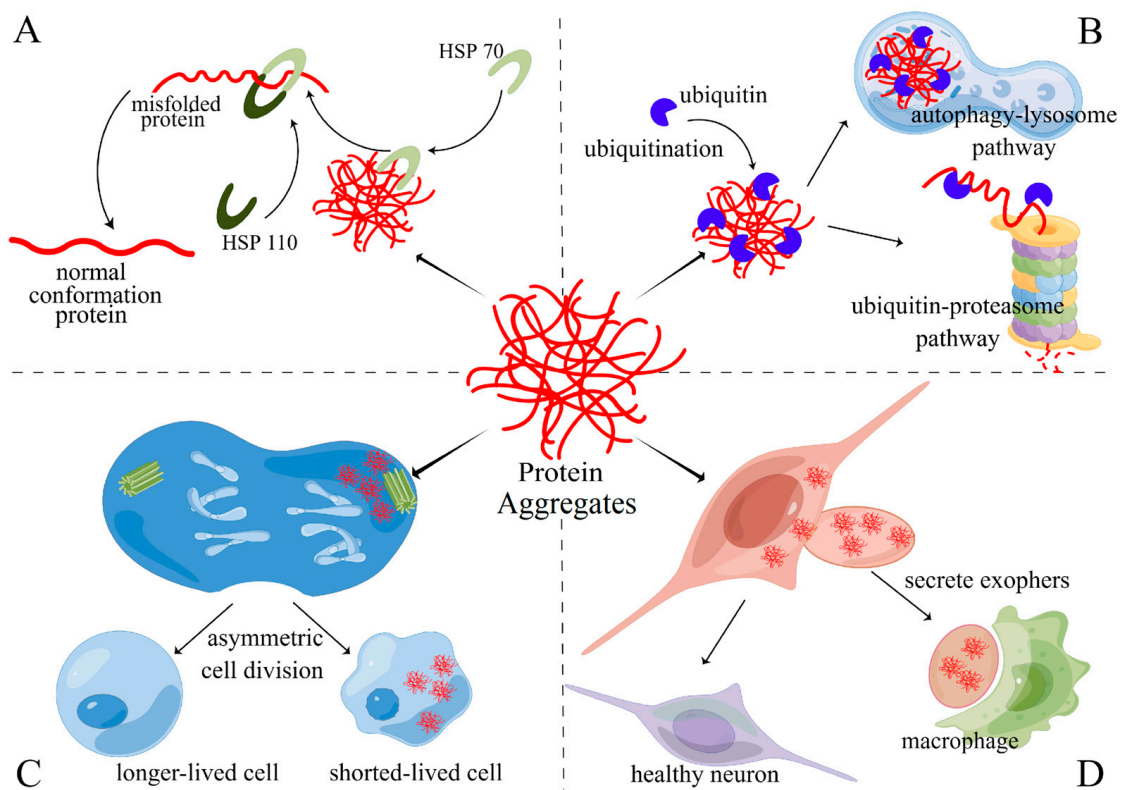 A
HSP 70
misfolded
protein
HSP 110
normal
conformation
protein
B
ubiquitin
ubiquitination
autophagy-lysosome
pathway
ubiquitin-proteasome
pathway
Protein
Aggregates
asymmetric
cell division
longer-lived cell
shorted-lived cell
C
secrete exophers
macrophage
healthy neuron
D